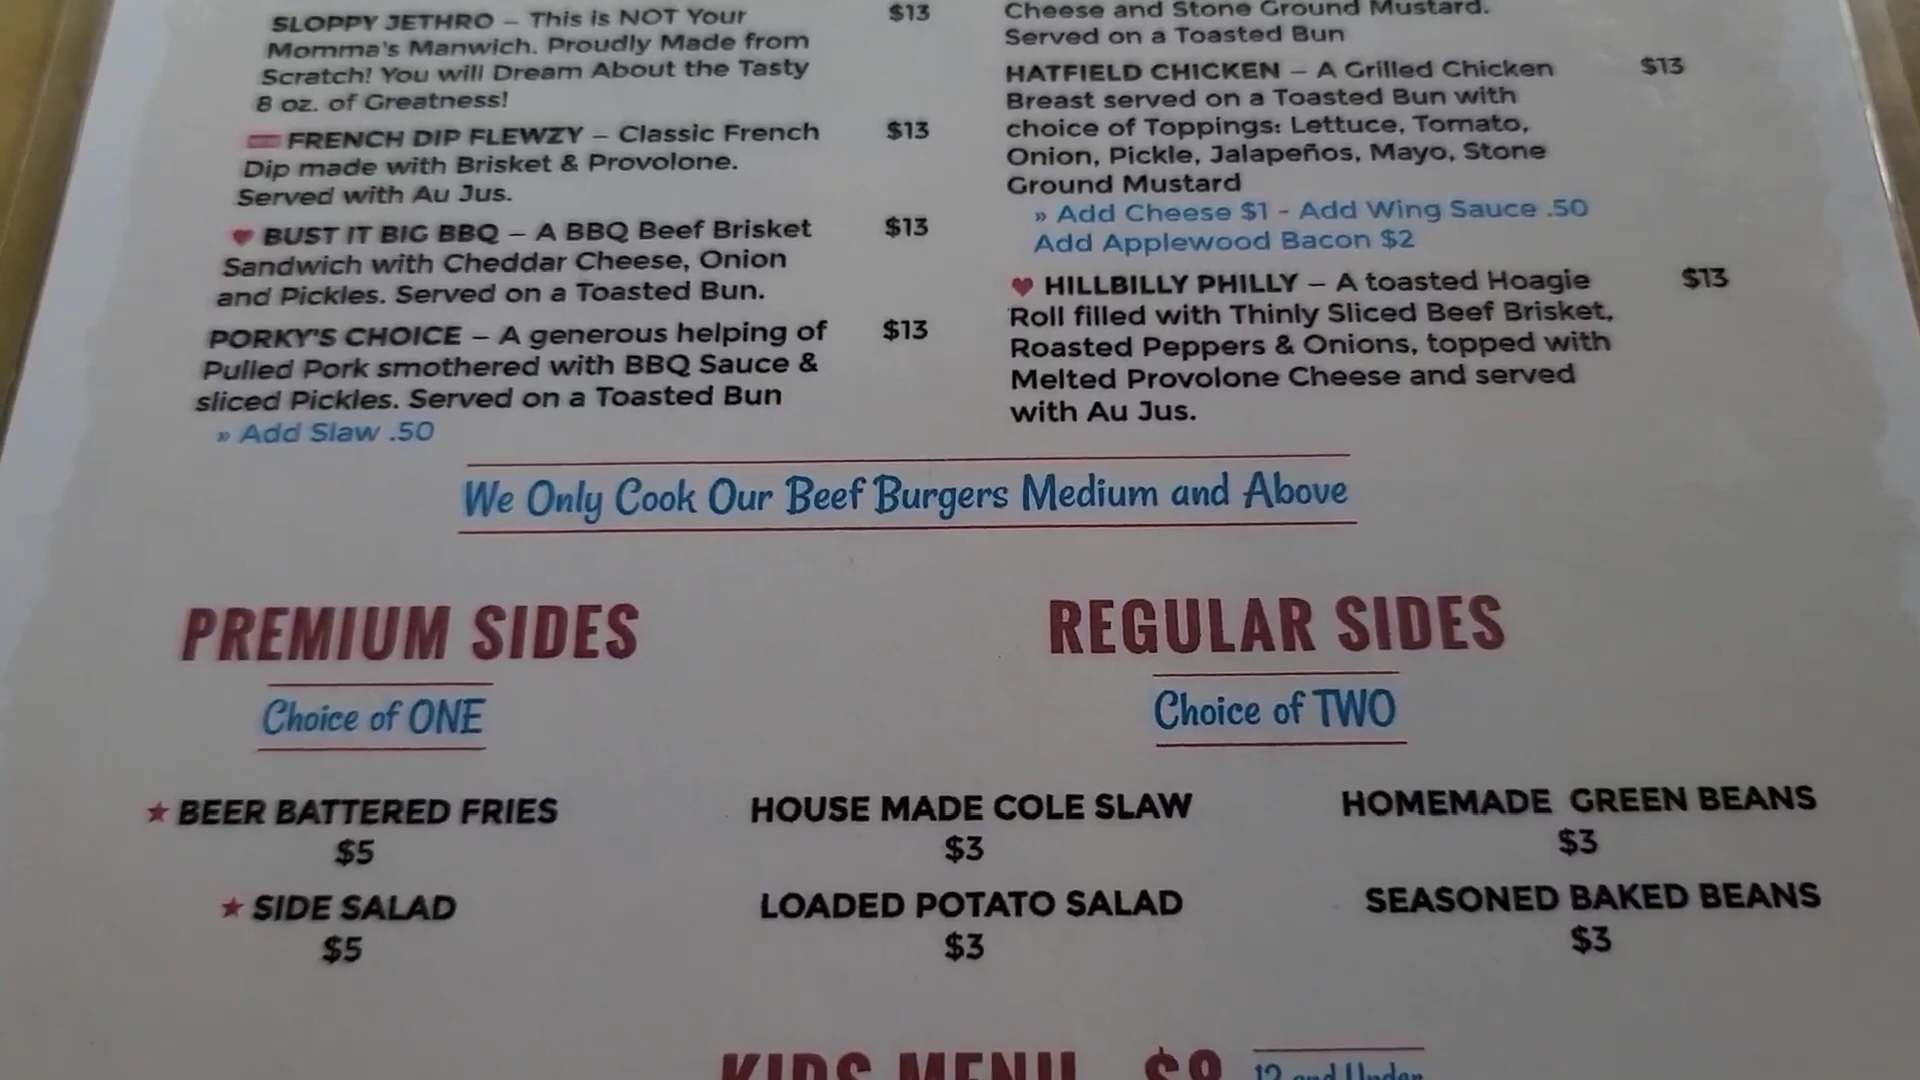 SLOPPY JETHRO – This is NOT Your $13
Momma's Manwich. Proudly Made from
Scratch! You will Dream About the Tasty
8 oz. of Greatness!
FRENCH DIP FLEWZY – Classic French $13
Dip made with Brisket & Provolone.
Served with Au Jus.
BUST IT BIG BBQ – A BBQ Beef Brisket $13
Sandwich with Cheddar Cheese, Onion
and Pickles. Served on a Toasted Bun.
PORKY'S CHOICE – A generous helping of $13
Pulled Pork smothered with BBQ Sauce &
sliced Pickles. Served on a Toasted Bun
» Add Slaw .50
Cheese and Stone Ground Mustard.
Served on a Toasted Bun
HATFIELD CHICKEN – A Grilled Chicken $13
Breast served on a Toasted Bun with
choice of Toppings: Lettuce, Tomato,
Onion, Pickle, Jalapeños, Mayo, Stone
Ground Mustard
» Add Cheese $1 - Add Wing Sauce .50
Add Applewood Bacon $2
HILLBILLY PHILLY – A toasted Hoagie $13
Roll filled with Thinly Sliced Beef Brisket,
Roasted Peppers & Onions, topped with
Melted Provolone Cheese and served
with Au Jus.
We Only Cook Our Beef Burgers Medium and Above
PREMIUM SIDES
Choice of ONE
BEER BATTERED FRIES
$5
SIDE SALAD
$5
REGULAR SIDES
Choice of TWO
HOUSE MADE COLE SLAW
$3
LOADED POTATO SALAD
$3
HOMEMADE GREEN BEANS
$3
SEASONED BAKED BEANS
$3
KIDS MENU $8 12 and Under